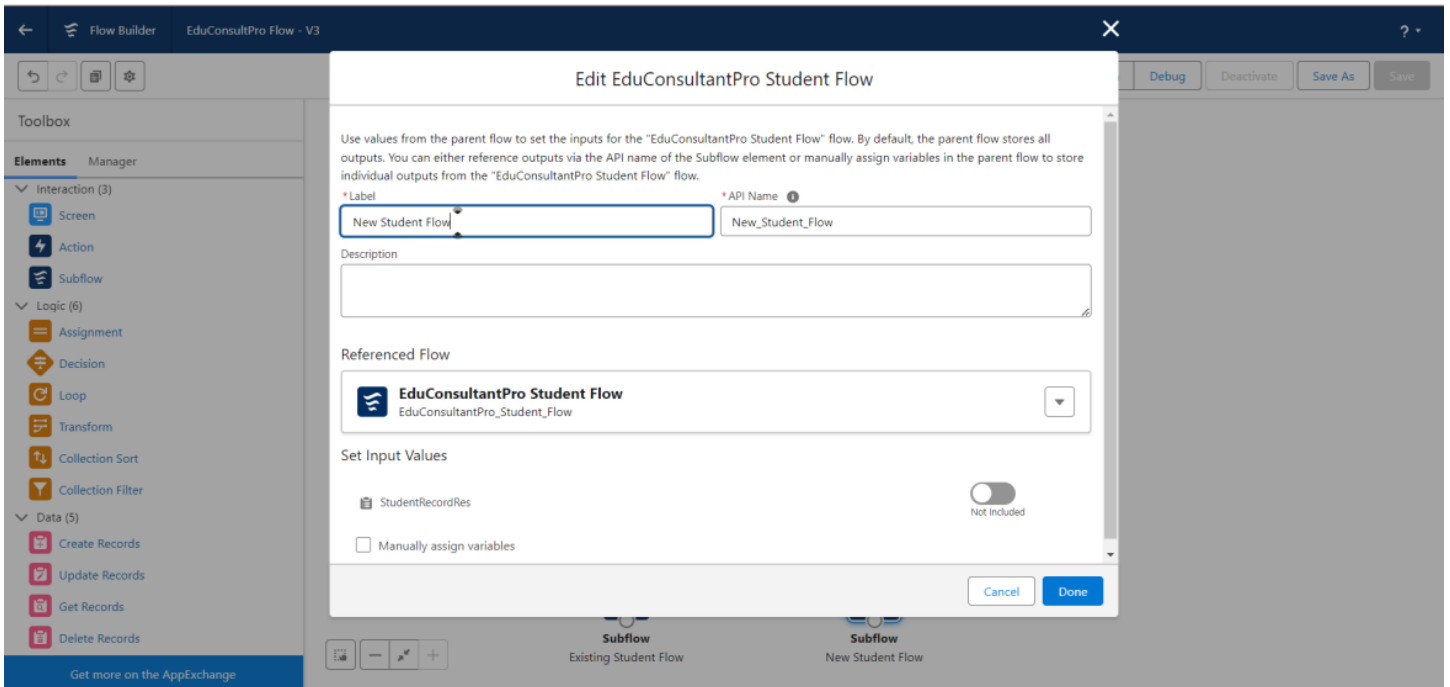 Flow Builder
EduConsultPro Flow - V3
?
Debug
Deactivate
Save As
Save
Toolbox
Elements
Manager
Interaction (3)
Screen
Action
Subflow
Logic (6)
Assignment
Decision
Loop
Transform
Collection Sort
Collection Filter
Data (5)
Create Records
Update Records
Get Records
Delete Records
Get more on the AppExchange
Edit EduConsultantPro Student Flow
Use values from the parent flow to set the inputs for the "EduConsultantPro Student Flow" flow. By default, the parent flow stores all
outputs. You can either reference outputs via the API name of the Subflow element or manually assign variables in the parent flow to store
individual outputs from the "EduConsultantPro Student Flow" flow.
*Label
New Student Flow
*API Name
New_Student_Flow
Description
Referenced Flow
EduConsultantPro Student Flow
EduConsultantPro_Student_Flow
Set Input Values
StudentRecordRes
Not Included
Manually assign variables
Cancel
Done
Subflow
Existing Student Flow
Subflow
New Student Flow